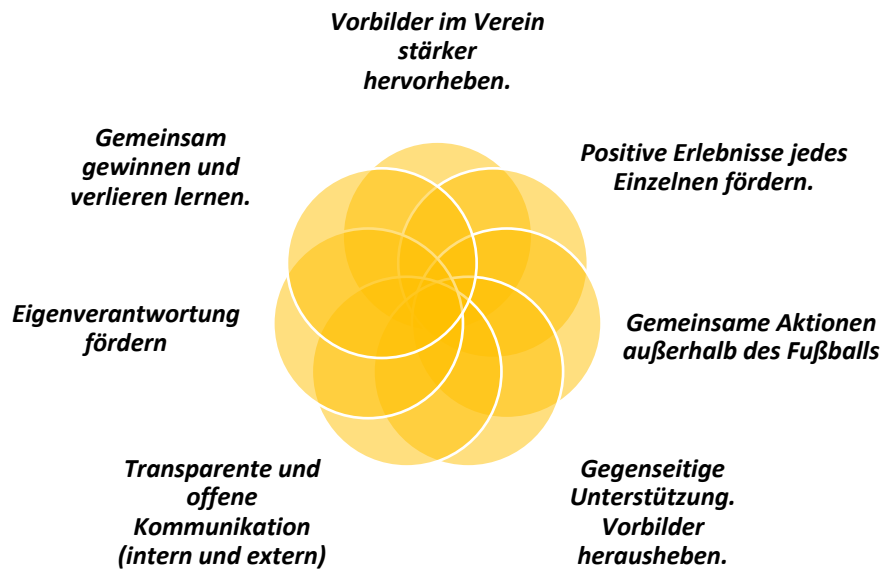 Vorbilder im Verein
stärker
hervorheben.
Positive Erlebnisse jedes
Einzelnen fördern.
Gemeinsame Aktionen
außerhalb des Fußballs
Gegenseitige
Unterstützung.
Vorbilder
herausheben.
Transparente und
offene
Kommunikation
(intern und extern)
Eigenverantwortung
fördern
Gemeinsam
gewinnen und
verlieren lernen.